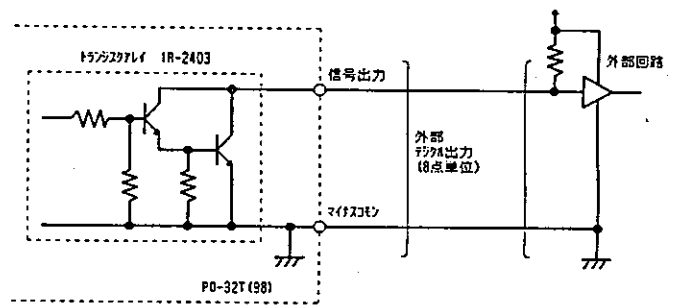 トランジスタアレイ 1R-2403
信号出力
外部回路
外部
デジタル出力
(8点単位)
マイナスコモン
PO-32T(98)